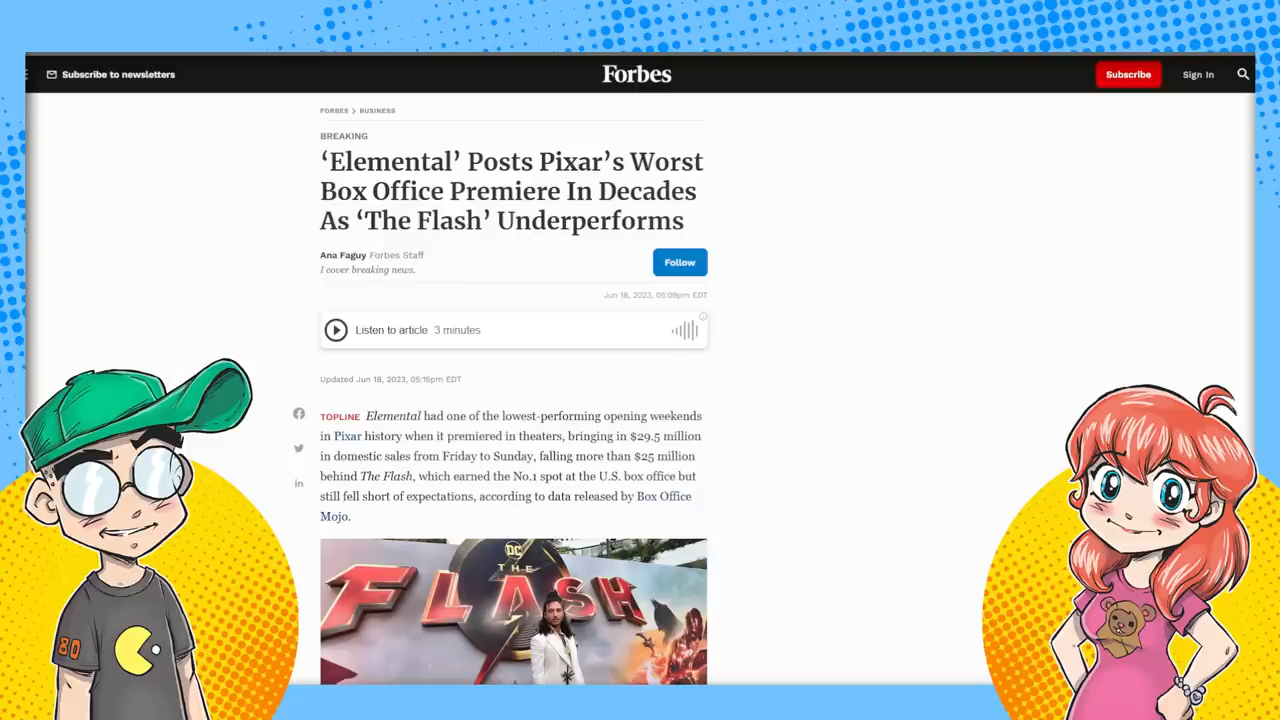 Subscribe to newsletters
Forbes
Subscribe
Sign In
FORBES > BUSINESS
BREAKING
‘Elemental’ Posts Pixar’s Worst
Box Office Premiere In Decades
As ‘The Flash’ Underperforms
Ana Faguy Forbes Staff
I cover breaking news.
Follow
Jun 18, 2023, 05:09pm EDT
Listen to article 3 minutes
Updated Jun 18, 2023, 05:15pm EDT
TOPLINE Elemental had one of the lowest-performing opening weekends
in Pixar history when it premiered in theaters, bringing in $29.5 million
in domestic sales from Friday to Sunday, falling more than $25 million
behind The Flash, which earned the No.1 spot at the U.S. box office but
still fell short of expectations, according to data released by Box Office
Mojo.
DC
THE
FLASH
80